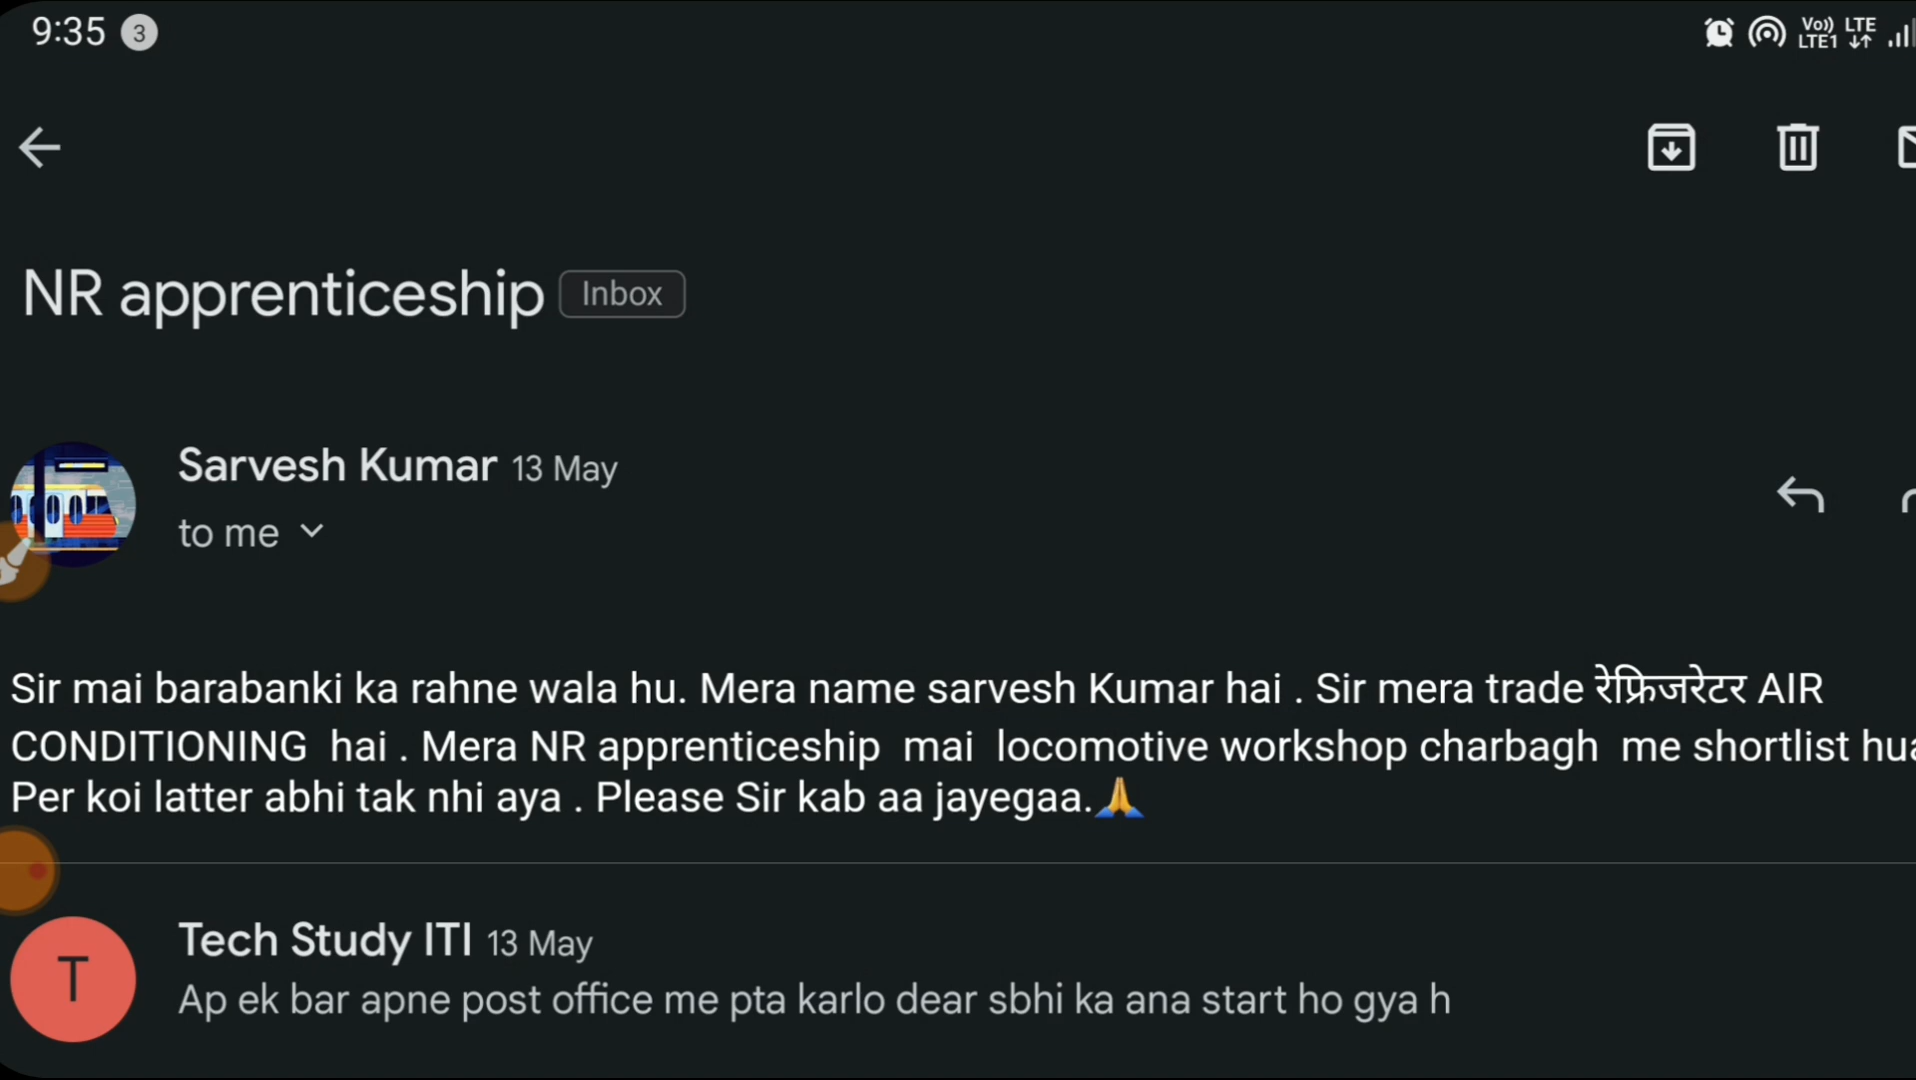 9:35 3 Vo)) LTE1 LTE
NR apprenticeship Inbox
Sarvesh Kumar 13 May
to me
Sir mai barabanki ka rahne wala hu. Mera name sarvesh Kumar hai . Sir mera trade रेफ्रिजरेटर AIR
CONDITIONING hai . Mera NR apprenticeship mai locomotive workshop charbagh me shortlist hua
Per koi latter abhi tak nhi aya . Please Sir kab aa jayegaa.🙏
T
Tech Study ITI 13 May
Ap ek bar apne post office me pta karlo dear sbhi ka ana start ho gya h